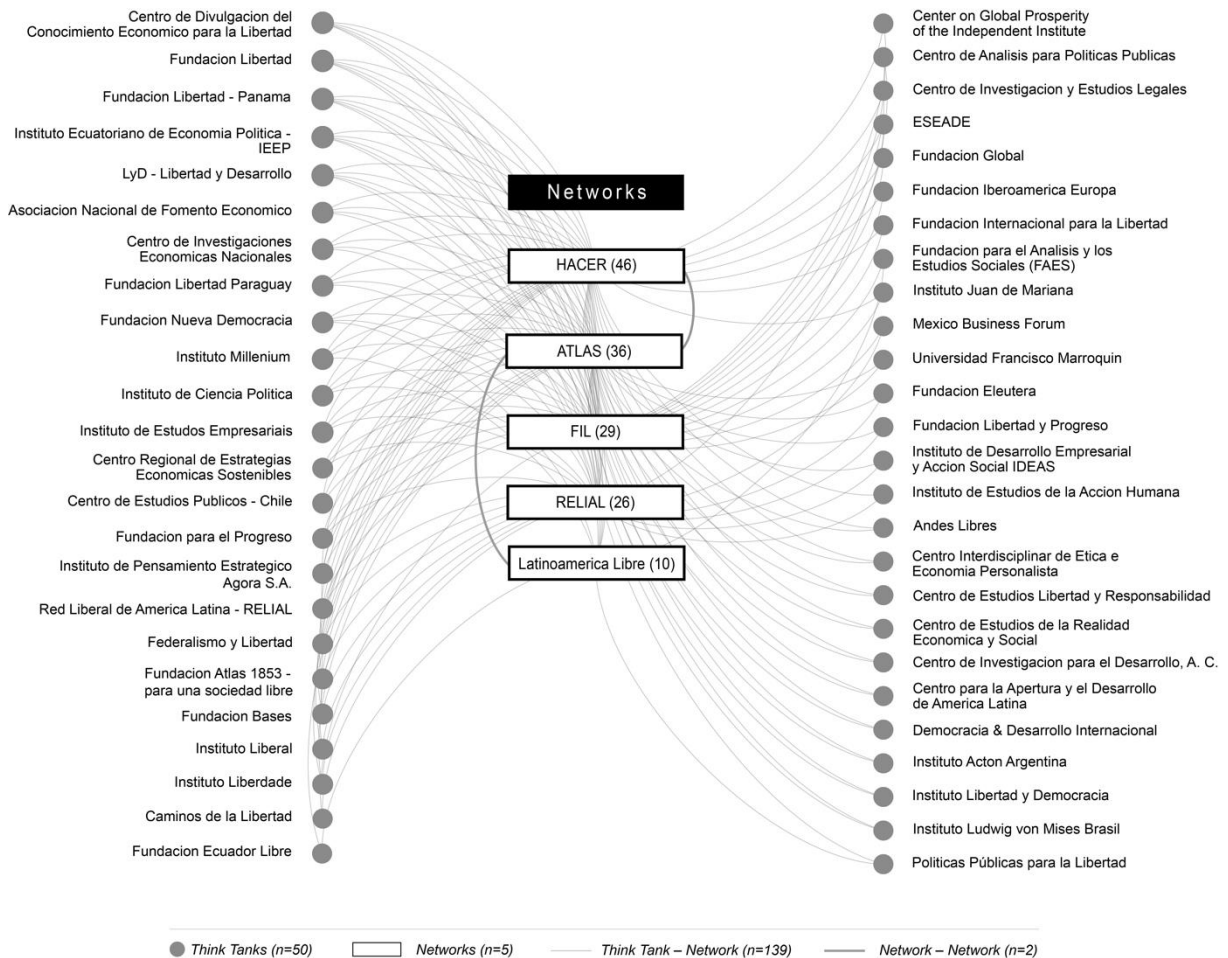 Centro de Divulgacion del
Conocimiento Economico para la Libertad
Fundacion Libertad
Fundacion Libertad - Panama
Instituto Ecuatoriano de Economia Politica -
IEEP
LyD - Libertad y Desarrollo
Asociacion Nacional de Fomento Economico
Centro de Investigaciones
Economicas Nacionales
Fundacion Libertad Paraguay
Fundacion Nueva Democracia
Instituto Millenium
Instituto de Ciencia Politica
Instituto de Estudos Empresariais
Centro Regional de Estrategias
Economicas Sostenibles
Centro de Estudios Publicos - Chile
Fundacion para el Progreso
Instituto de Pensamiento Estrategico
Agora S.A.
Red Liberal de America Latina - RELIAL
Federalismo y Libertad
Fundacion Atlas 1853 -
para una sociedad libre
Fundacion Bases
Instituto Liberal
Instituto Liberdade
Caminos de la Libertad
Fundacion Ecuador Libre
Networks
HACER (46)
ATLAS (36)
FIL (29)
RELIAL (26)
Latinoamerica Libre (10)
Center on Global Prosperity
of the Independent Institute
Centro de Analisis para Politicas Publicas
Centro de Investigacion y Estudios Legales
ESEADE
Fundacion Global
Fundacion Iberoamerica Europa
Fundacion Internacional para la Libertad
Fundacion para el Analisis y los
Estudios Sociales (FAES)
Instituto Juan de Mariana
Mexico Business Forum
Universidad Francisco Marroquin
Fundacion Eleutera
Fundacion Libertad y Progreso
Instituto de Desarrollo Empresarial
y Accion Social IDEAS
Instituto de Estudios de la Accion Humana
Andes Libres
Centro Interdisciplinar de Etica e
Economia Personalista
Centro de Estudios Libertad y Responsabilidad
Centro de Estudios de la Realidad
Economica y Social
Centro de Investigacion para el Desarrollo, A. C.
Centro para la Apertura y el Desarrollo
de America Latina
Democracia & Desarrollo Internacional
Instituto Acton Argentina
Instituto Libertad y Democracia
Instituto Ludwig von Mises Brasil
Politicas Públicas para la Libertad
Think Tanks (n=50)
Networks (n=5)
Think Tank – Network (n=139)
Network – Network (n=2)